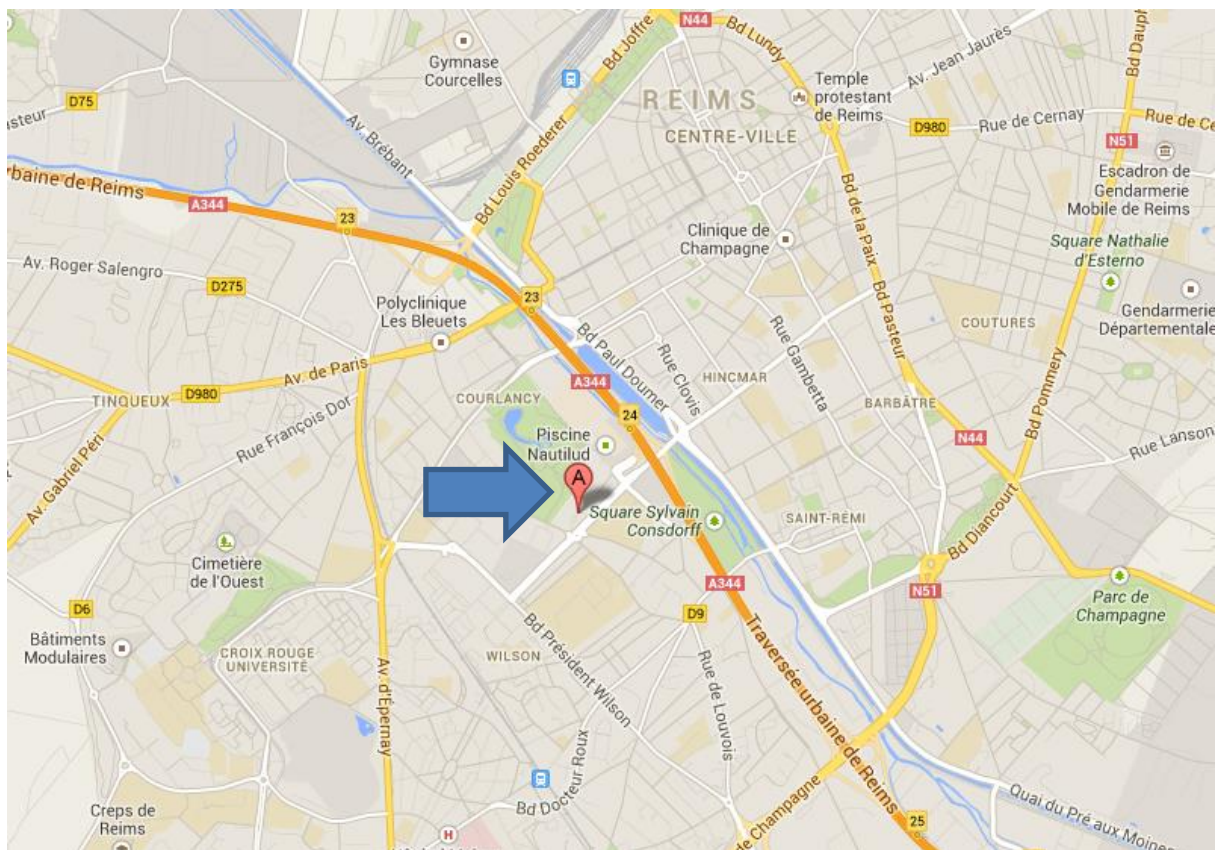 N44
Bd Lundy
Bd Joffre
Gymnase
Courcelles
Av. Jean Jaurès
Bd Dauph
D75
REIMS
Temple
protestant
de Reims
asteur
Av. Brébant
CENTRE-VILLE
D980
Rue de Cernay
Rue de Ce
N51
Bd Louis Roederer
Escadron de
Gendarmerie
Mobile de Reims
rbaine de Reims
A344
23
Bd de la Paix
Clinique de
Champagne
Square Nathalie
d'Esterno
Av. Roger Salengro
D275
Polyclinique
Les Bleuets
23
Bd Pasteur
Gendarmerie
Départementale
COUTURES
Bd Paul Doumer
Rue Clovis
Rue Gambetta
Av. de Paris
A344
HINCMAR
Bd Pommery
D980
TINQUEUX
COURLANCY
24
BARBÂTRE
Rue François Dor
Piscine
Nautilud
N44
Rue Lanson
Av. Gabriel Péri
A
Square Sylvain
Consdorff
SAINT-RÉMI
Bd Diancourt
Cimetière
de l'Ouest
A344
N51
Parc de
Champagne
D6
D9
Bâtiments
Modulaires
CROIX ROUGE
UNIVERSITÉ
WILSON
Bd Président Wilson
Traversée urbaine de Reims
Av. d'Épernay
Rue de Louvois
Bd Docteur Roux
Quai du Pré aux Moines
Creps de
Reims
H
de Champagne
25